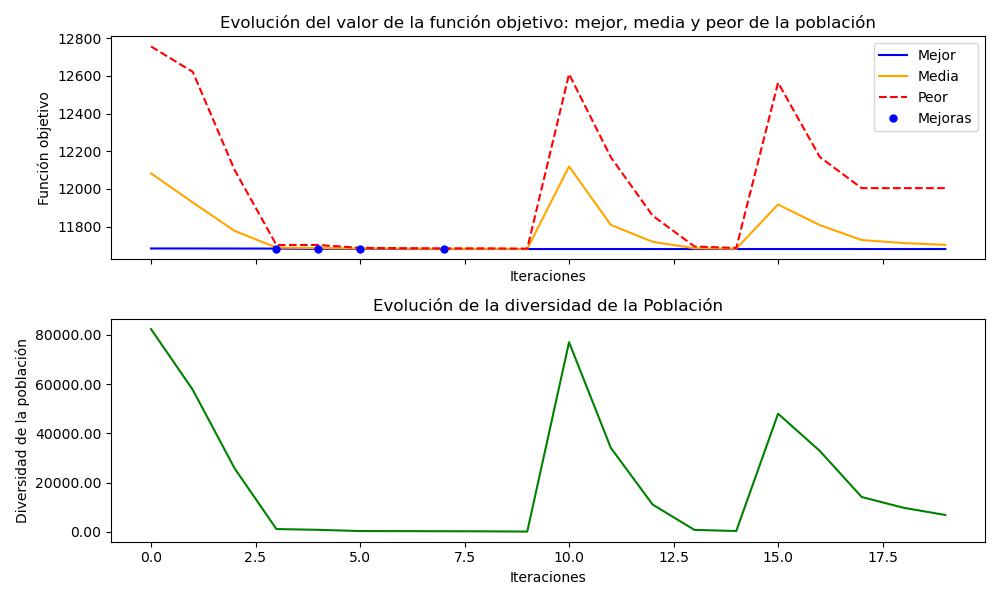 Evolución del valor de la función objetivo: mejor, media y peor de la población
12800
12600
12400
12200
12000
11800
Función objetivo
Mejor
Media
Peor
Mejoras
Iteraciones
Evolución de la diversidad de la Población
80000.00
60000.00
40000.00
20000.00
0.00
Diversidad de la población
0.0 2.5 5.0 7.5 10.0 12.5 15.0 17.5
Iteraciones